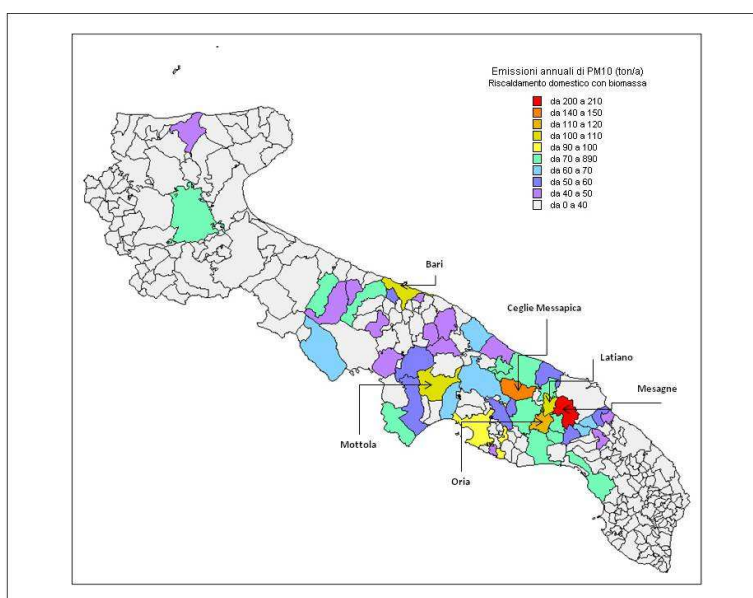 Emissioni annuali di PM10 (ton/a)
Riscaldamento domestico con biomassa
da 200 a 210
da 140 a 150
da 110 a 120
da 100 a 110
da 90 a 100
da 70 a 890
da 60 a 70
da 50 a 60
da 40 a 50
da 0 a 40
Bari
Ceglie Messapica
Latiano
Mesagne
Mottola
Oria